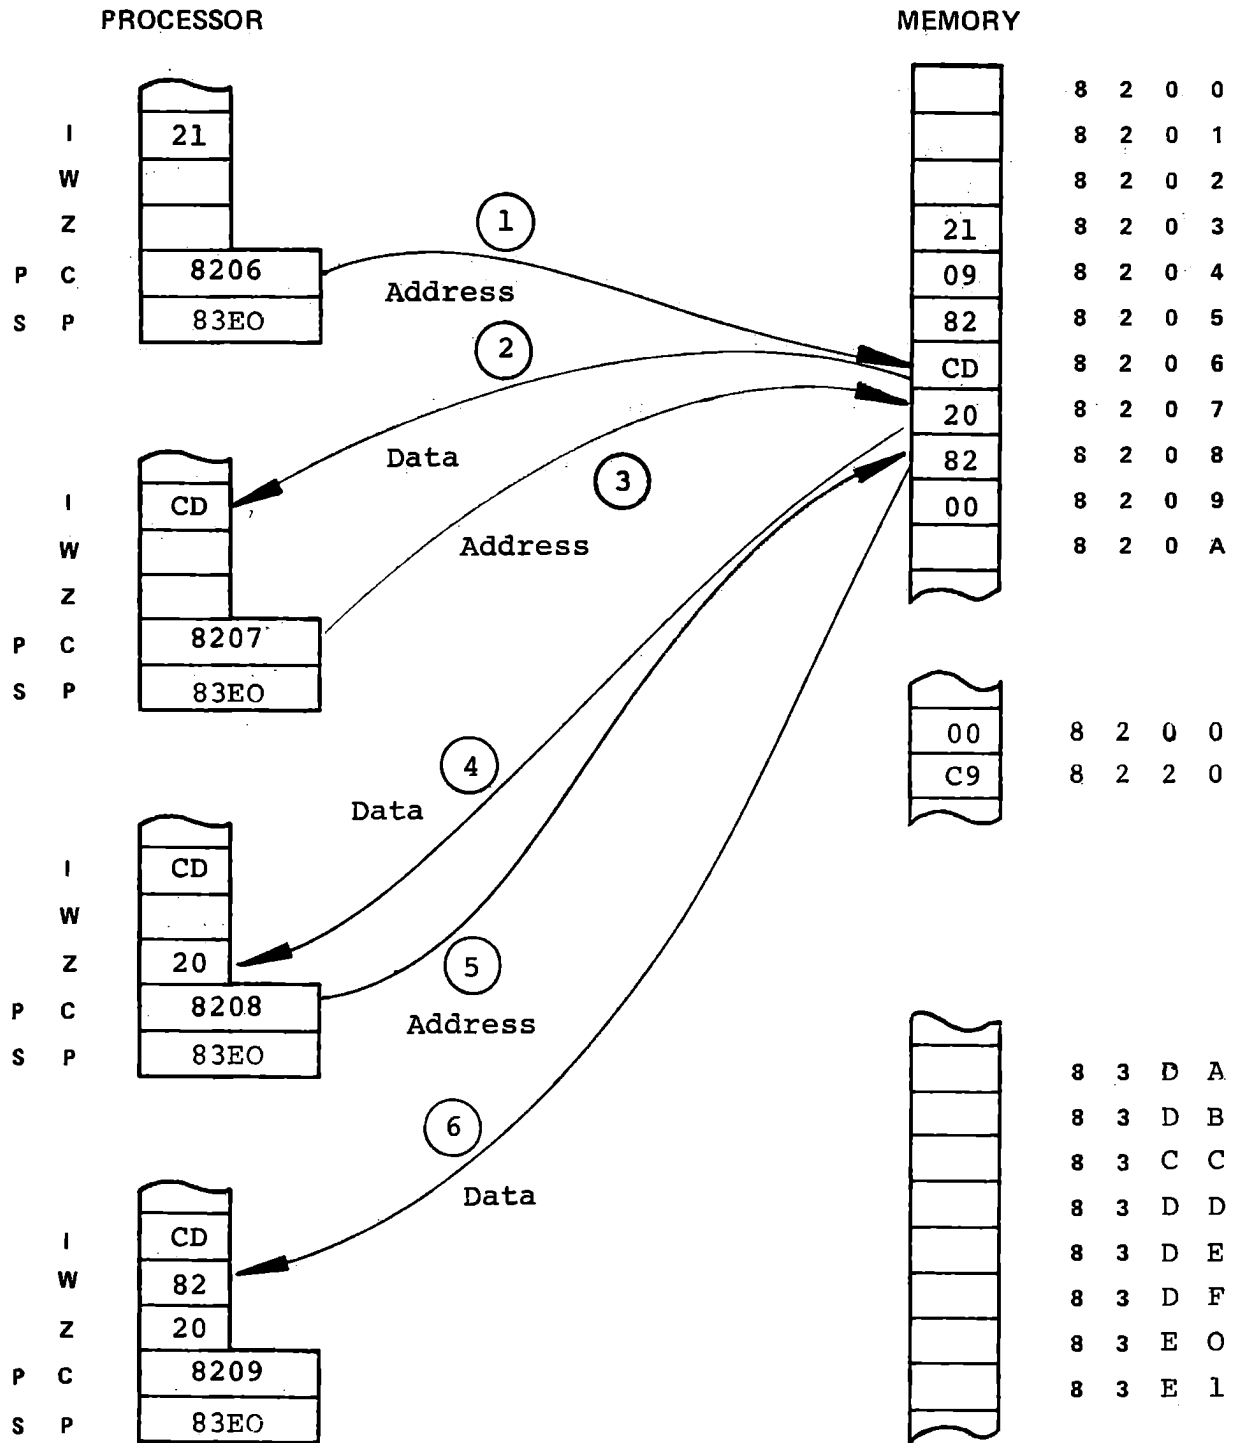 PROCESSOR
MEMORY
I 21
W
Z
P C 8206
S P 83E0
1
Address
2
Data
3
Address
I CD
W
Z
P C 8207
S P 83E0
4
Data
5
Address
I CD
W
Z 20
P C 8208
S P 83E0
6
Data
I CD
W 82
Z 20
P C 8209
S P 83E0
8 2 0 0
8 2 0 1
8 2 0 2
21 8 2 0 3
09 8 2 0 4
82 8 2 0 5
CD 8 2 0 6
20 8 2 0 7
82 8 2 0 8
00 8 2 0 9
8 2 0 A
00 8 2 0 0
C9 8 2 2 0
8 3 D A
8 3 D B
8 3 C C
8 3 D D
8 3 D E
8 3 D F
8 3 E 0
8 3 E 1